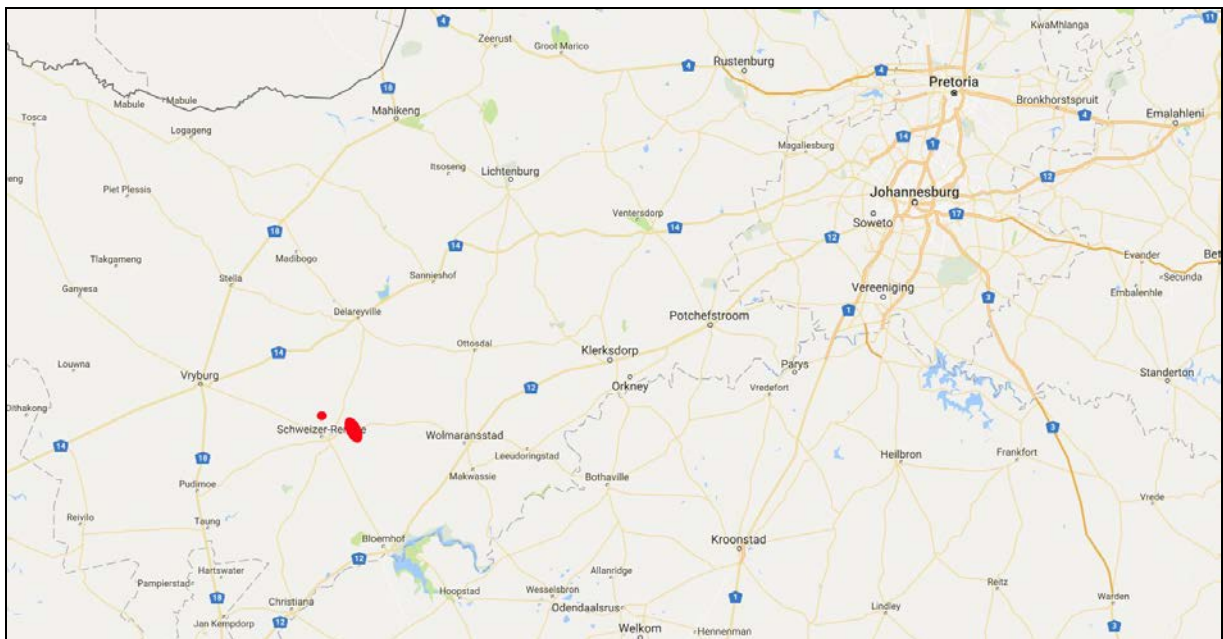 KwaMhlanga
11
4
Zeerust
Groot Marico
4
Rustenburg
4
Pretoria
18
Mabule
Mabule
Mahikeng
Bronkhorstspruit
4
Emalahleni
Tosca
Logageng
14
1
Magaliesburg
Itsoseng
Lichtenburg
12
Piet Plessis
Johannesburg
Ventersdorp
14
17
Soweto
18
12
14
Madibogo
Tlakgameng
Sannieshof
Evander
Stella
Secunda
Ganyesa
Vereeniging
Embalenhle
3
Delareyville
1
Potchefstroom
Ottosdal
14
Klerksdorp
Louwna
Parys
Vryburg
Orkney
Standerton
12
Vredefort
Schweizer-Re
3
14
Wolmaransstad
18
Leeudoringstad
Heilbron
Frankfort
Makwassie
Pudimoe
Bothaville
Vrede
Reivilo
Taung
Bloemhof
Kroonstad
12
Hartswater
Allanridge
Pampierstad
Reitz
Hoopstad
Wesselsbron
18
1
Warden
Christiana
Odendaalsrus
Lindley
12
Jan Kempdorp
Welkom
Hennenman
3